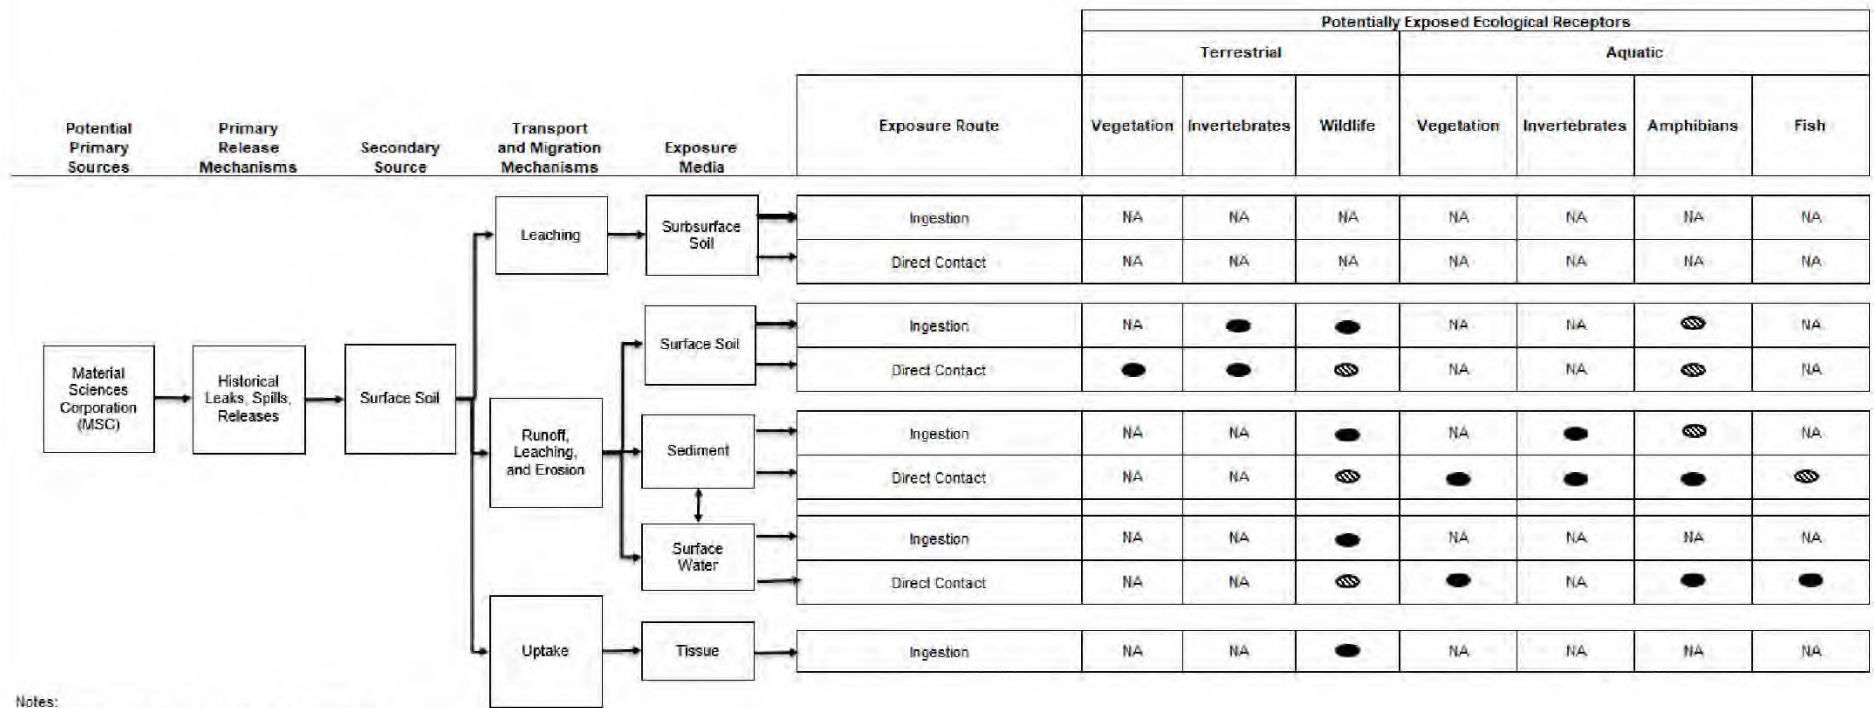 Potentially Exposed Ecological Receptors
Terrestrial Aquatic
Potential Primary Sources
Primary Release Mechanisms
Secondary Source
Transport and Migration Mechanisms
Exposure Media
Exposure Route Vegetation Invertebrates Wildlife Vegetation Invertebrates Amphibians Fish
Leaching
Surbsurface Soil
Ingestion NA NA NA NA NA NA NA
Direct Contact NA NA NA NA NA NA NA
Material Sciences Corporation (MSC)
Historical Leaks, Spills, Releases
Surface Soil
Runoff, Leaching, and Erosion
Surface Soil
Ingestion NA NA NA NA
Direct Contact NA NA NA
Sediment
Ingestion NA NA NA NA
Direct Contact NA NA
Surface Water
Ingestion NA NA NA NA NA NA
Direct Contact NA NA NA
Uptake
Tissue
Ingestion NA NA NA NA NA NA
Notes: